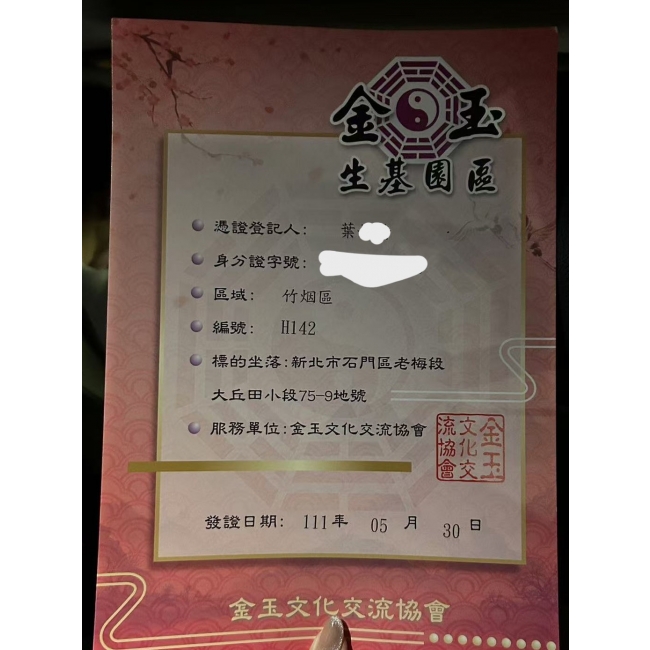 金玉
生基園區
憑證登記人: 葉
身分證字號:
區域: 竹烟區
編號: H142
標的坐落:新北市石門區老梅段
大丘田小段75-9地號
服務單位:金玉文化交流協會
金玉文化交流協會
發證日期: 111年 05 月 30 日
金玉文化交流協會